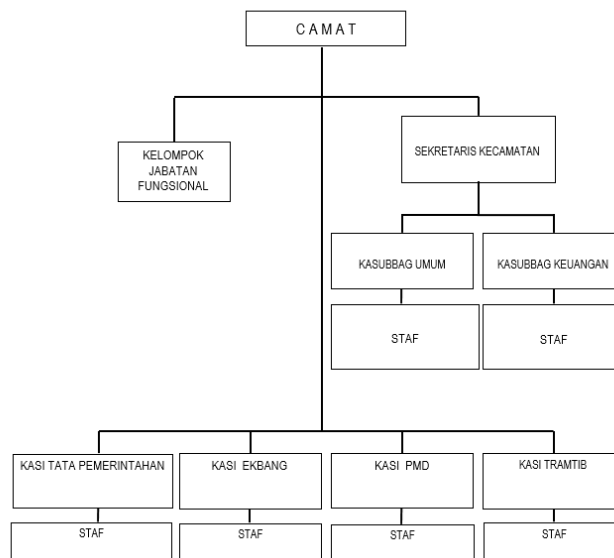 C A M A T
KELOMPOK
JABATAN
FUNGSIONAL
SEKRETARIS KECAMATAN
KASUBBAG UMUM
KASUBBAG KEUANGAN
STAF
STAF
KASI TATA PEMERINTAHAN
KASI EKBANG
KASI PMD
KASI TRAMTIB
STAF
STAF
STAF
STAF